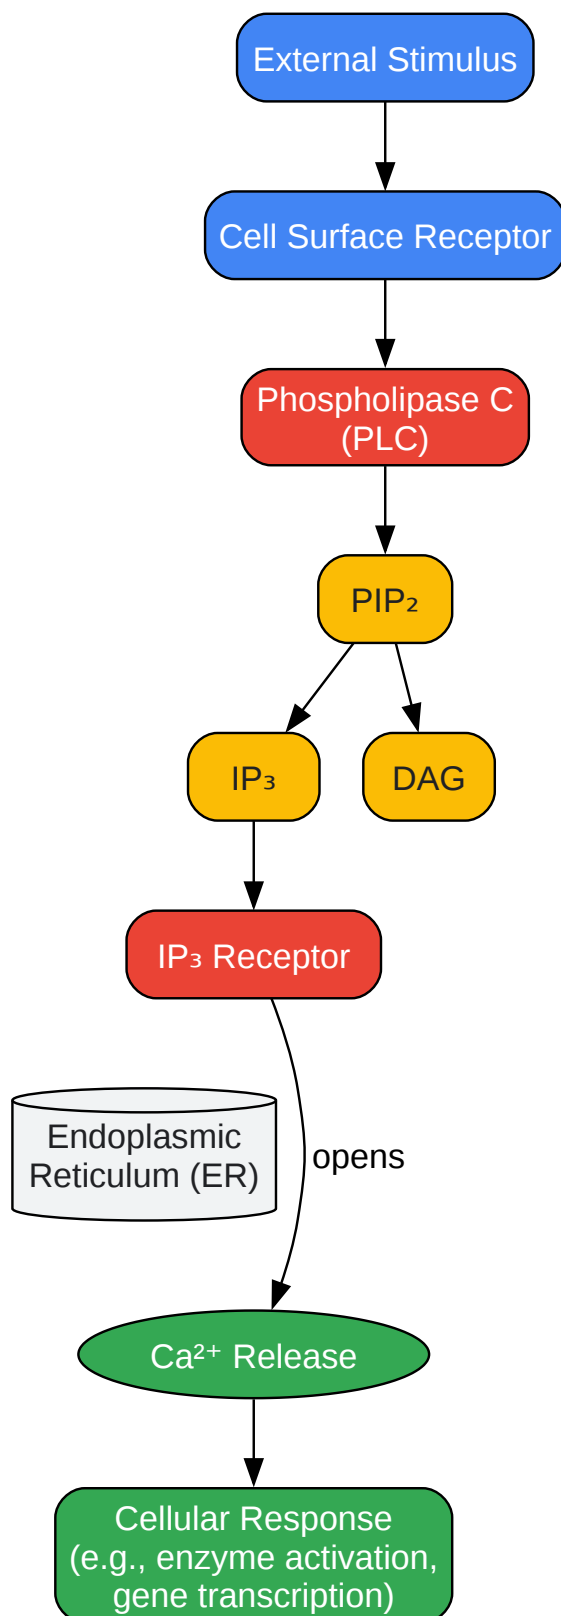 External Stimulus
Cell Surface Receptor
Phospholipase C
(PLC)
PIP₂
IP₃
DAG
IP₃ Receptor
Endoplasmic
Reticulum (ER)
opens
Ca²⁺ Release
Cellular Response
(e.g., enzyme activation,
gene transcription)